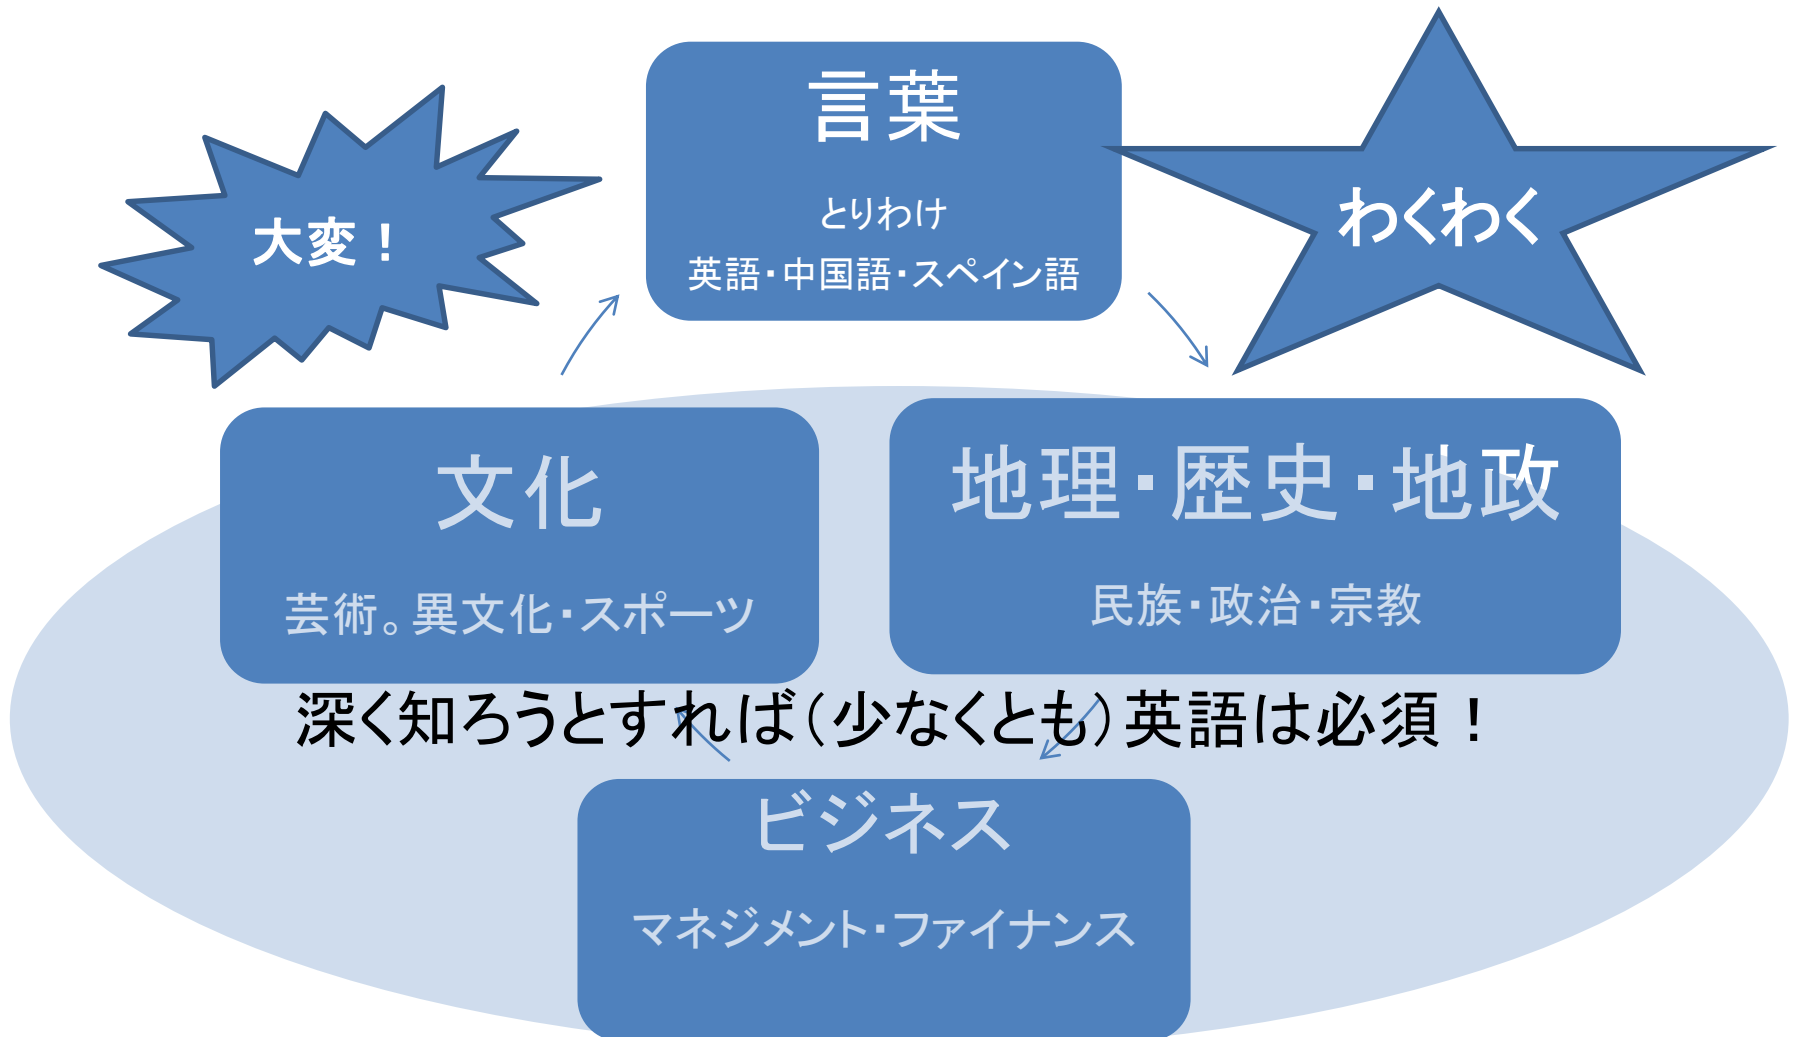 言葉
とりわけ
英語・中国語・スペイン語
大変！
わくわく
文化
芸術。異文化・スポーツ
地理・歴史・地政
民族・政治・宗教
深く知ろうとすれば（少なくとも）英語は必須！
ビジネス
マネジメント・ファイナンス